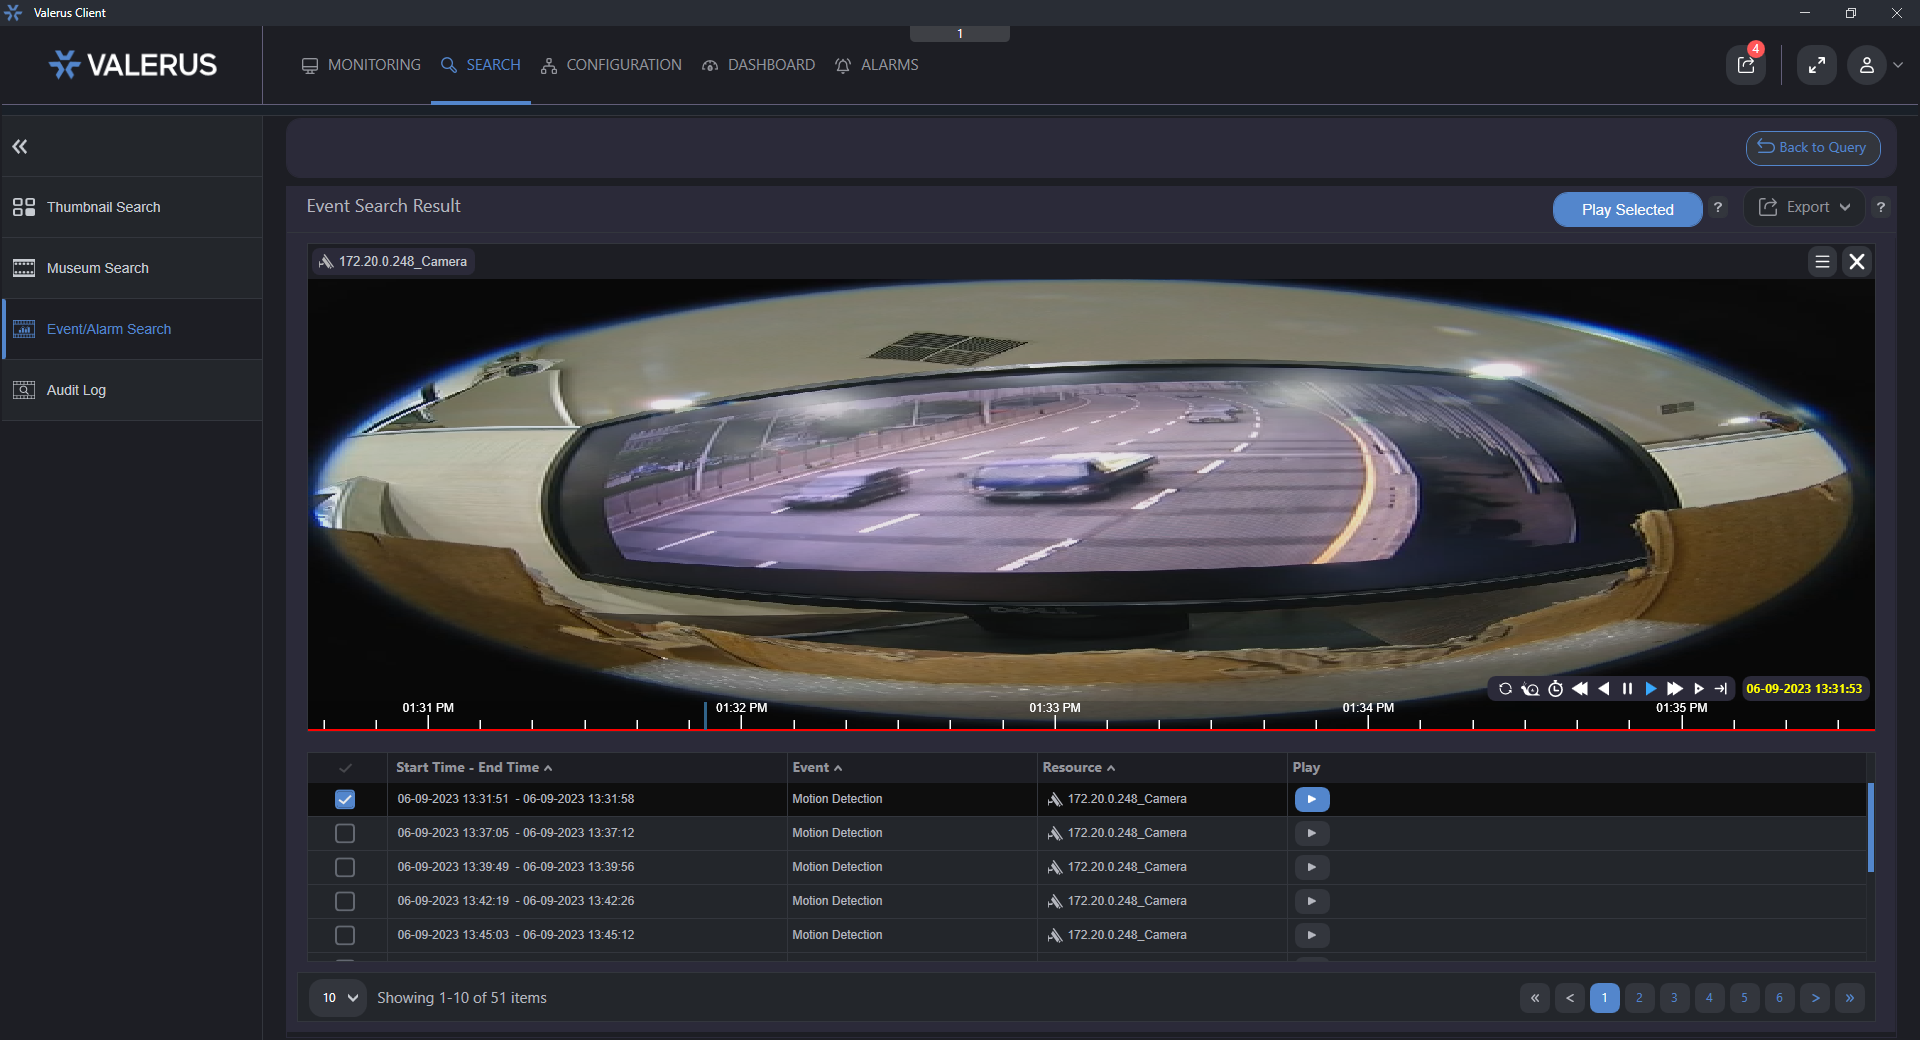 Valerus Client
1
VALERUS
MONITORING SEARCH CONFIGURATION DASHBOARD ALARMS
4
Back to Query
Thumbnail Search
Museum Search
Event/Alarm Search
Audit Log
Event Search Result
Play Selected ? Export ?
172.20.0.248_Camera
DELL
06-09-2023 13:31:53
01:31 PM 01:32 PM 01:33 PM 01:34 PM 01:35 PM
Start Time - End Time Event Resource Play
06-09-2023 13:31:51 - 06-09-2023 13:31:58 Motion Detection 172.20.0.248_Camera
06-09-2023 13:37:05 - 06-09-2023 13:37:12 Motion Detection 172.20.0.248_Camera
06-09-2023 13:39:49 - 06-09-2023 13:39:56 Motion Detection 172.20.0.248_Camera
06-09-2023 13:42:19 - 06-09-2023 13:42:26 Motion Detection 172.20.0.248_Camera
06-09-2023 13:45:03 - 06-09-2023 13:45:12 Motion Detection 172.20.0.248_Camera
10 Showing 1-10 of 51 items
« < 1 2 3 4 5 6 > »